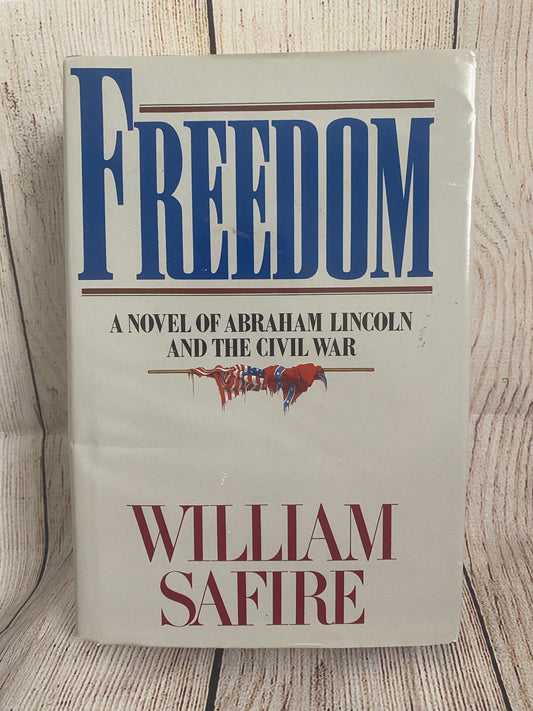 FREEDOM
A NOVEL OF ABRAHAM LINCOLN
AND THE CIVIL WAR
WILLIAM
SAFIRE